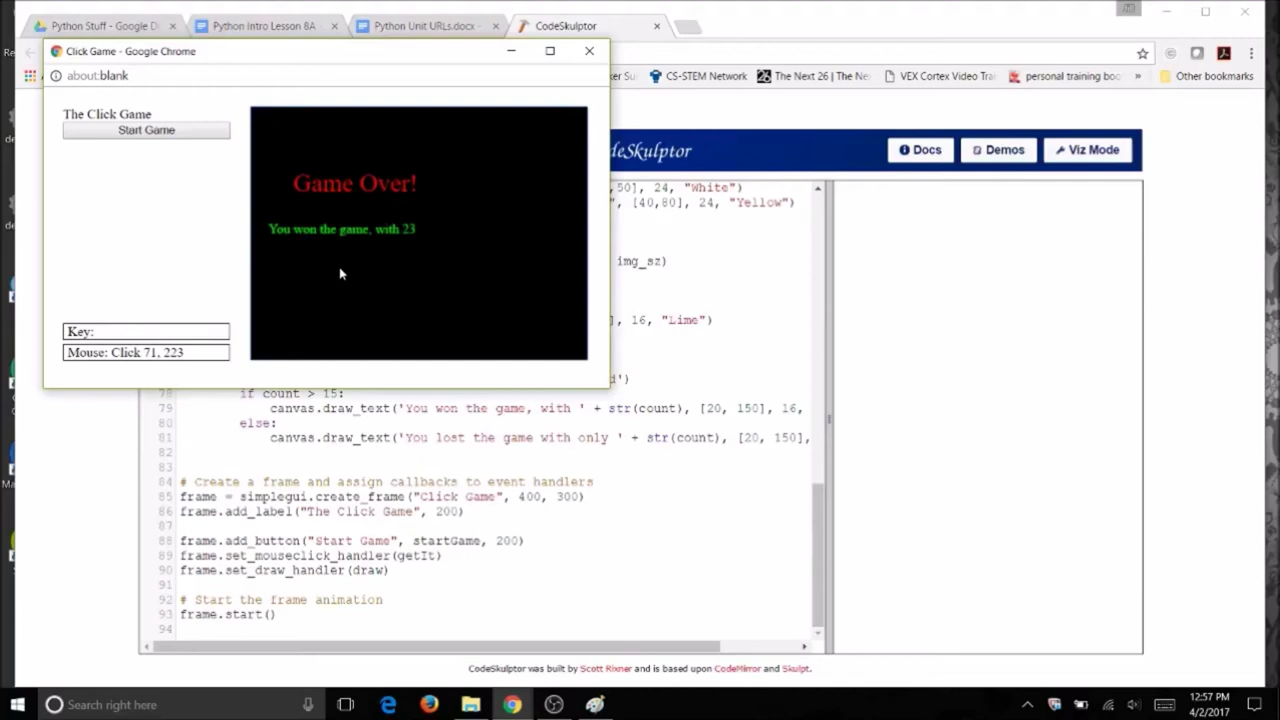 Python Stuff - Google D
Python Intro Lesson 8A
Python Unit URLs.docx
CodeSkulptor
Click Game - Google Chrome
about:blank
CS-STEM Network
The Next 26 | The Ne
VEX Cortex Video Tra
personal training boo
»
Other bookmarks
The Click Game
Start Game
Game Over!
You won the game, with 23
Key:
Mouse: Click 71, 223
deSkulptor
Docs
Demos
Viz Mode
,50], 24, "White")
", [40,80], 24, "Yellow")
img_sz)
], 16, "Lime")
d')
78 if count > 15:
79 canvas.draw_text('You won the game, with ' + str(count), [20, 150], 16,
80 else:
81 canvas.draw_text('You lost the game with only ' + str(count), [20, 150],
82
83
84 # Create a frame and assign callbacks to event handlers
85 frame = simplegui.create_frame("Click Game", 400, 300)
86 frame.add_label("The Click Game", 200)
87
88 frame.add_button("Start Game", startGame, 200)
89 frame.set_mouseclick_handler(getIt)
90 frame.set_draw_handler(draw)
91
92 # Start the frame animation
93 frame.start()
94
CodeSkulptor was built by Scott Rixner and is based upon CodeMirror and Skulpt.
Search right here
12:57 PM
4/2/2017